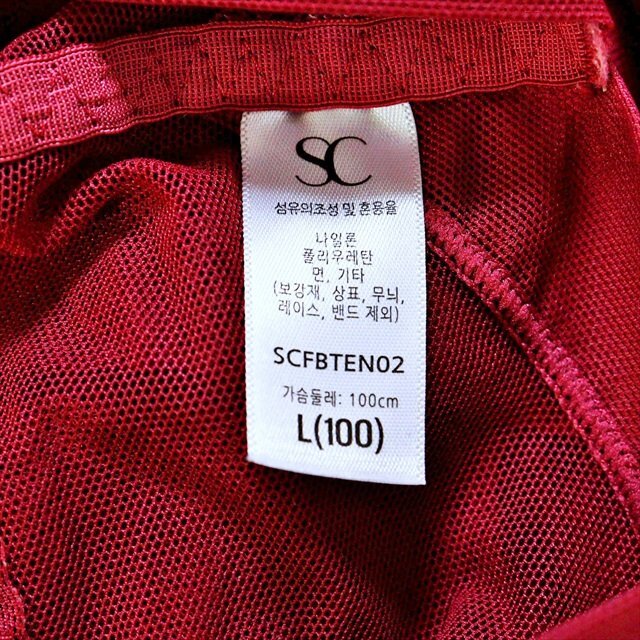 SC
섬유의조성 및 혼용율
나일론
폴리우레탄
면, 기타
(보강재, 상표, 무늬,
레이스, 밴드 제외)
SCFBTEN02
가슴둘레: 100cm
L(100)